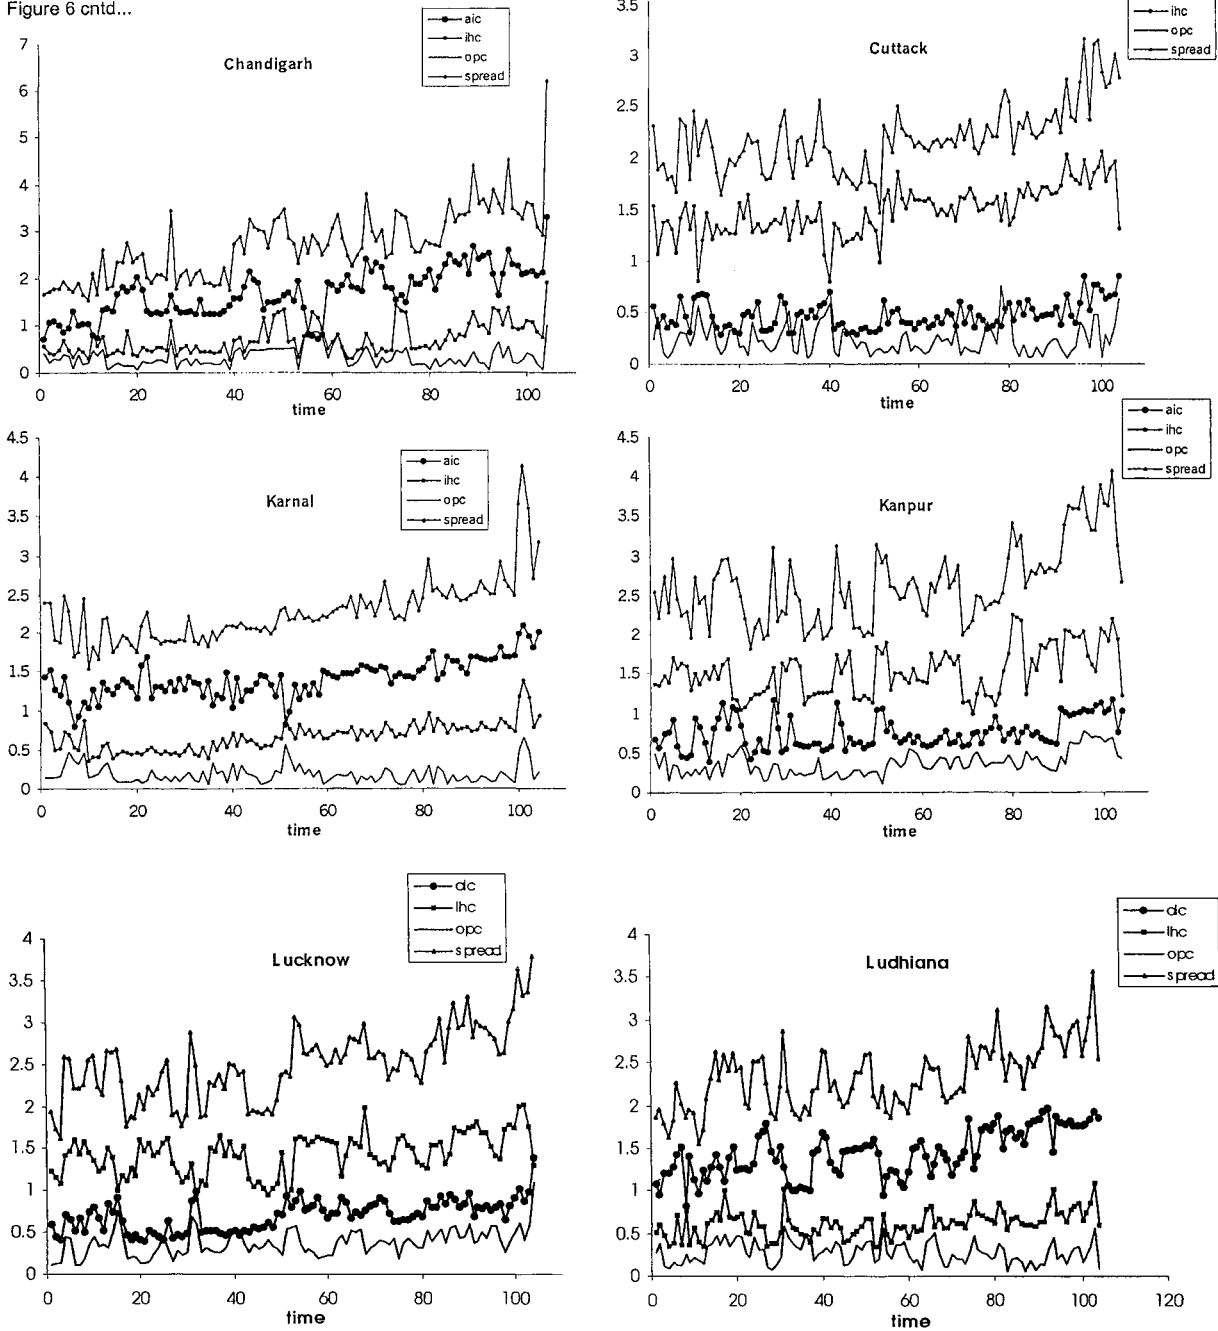 Figure 6 cntd...
Chandigarh
aic
ihc
opc
spread
7
6
5
4
3
2
1
0
0 20 40 60 80 100
time
Cuttack
ihc
opc
spread
3.5
3
2.5
2
1.5
1
0.5
0
0 20 40 60 80 100
time
Karnal
aic
ihc
opc
spread
4.5
4
3.5
3
2.5
2
1.5
1
0.5
0
0 20 40 60 80 100
time
Kanpur
aic
ihc
opc
spread
4.5
4
3.5
3
2.5
2
1.5
1
0.5
0
0 20 40 60 80 100
time
Lucknow
aic
ihc
opc
spread
4
3.5
3
2.5
2
1.5
1
0.5
0
0 20 40 60 80 100
time
Ludhiana
aic
ihc
opc
spread
4
3.5
3
2.5
2
1.5
1
0.5
0
0 20 40 60 80 100 120
time